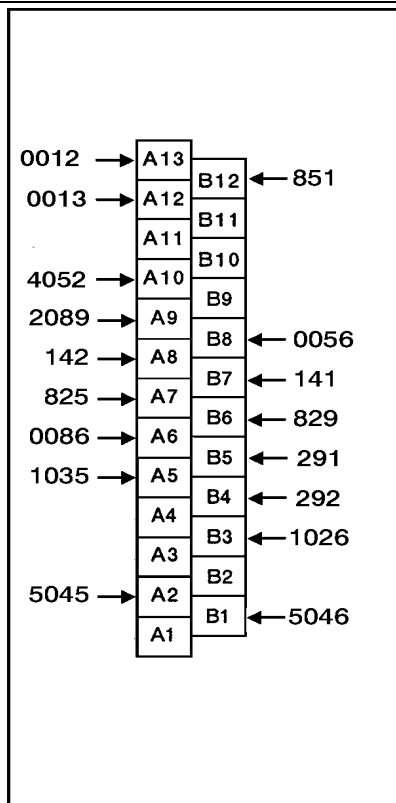 0012 A13
B12 851
0013 A12
B11
A11
B10
4052 A10
B9
2089 A9
B8 0056
142 A8
B7 141
825 A7
B6 829
0086 A6
B5 291
1035 A5
B4 292
A4
B3 1026
A3
B2
5045 A2
B1 5046
A1